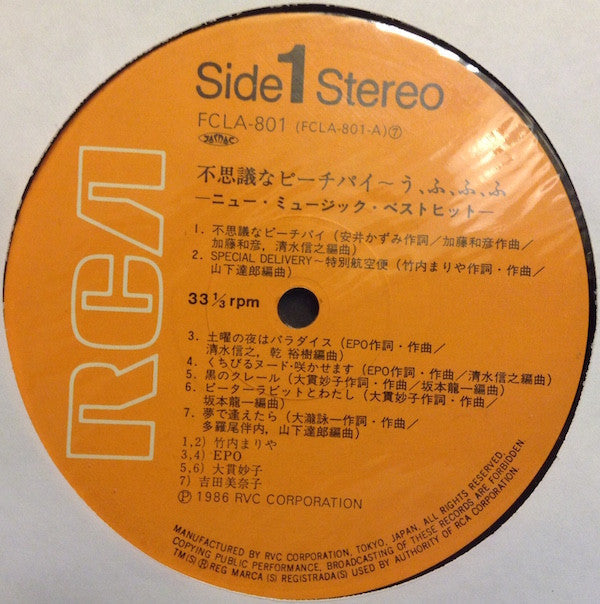 RCA
Side 1 Stereo
FCLA-801 (FCLA-801-A)⑦
JASRAC
不思議なピーチパイ～う、ふ、ふ、ふ
—ニュー・ミュージック・ベストヒット—
1. 不思議なピーチパイ (安井かずみ作詞／加藤和彦作曲／
加藤和彦, 清水信之編曲)
2. SPECIAL DELIVERY～特別航空便 (竹内まりや作詞・作曲／
山下達郎編曲)
33 1/3 rpm
3. 土曜の夜はパラダイス (EPO作詞・作曲／
清水信之, 乾 裕樹編曲)
4. くちびるヌード・咲かせます (EPO作詞・作曲／清水信之編曲)
5. 黒のクレール (大貫妙子作詞・作曲／坂本龍一編曲)
6. ピーターラビットとわたし (大貫妙子作詞・作曲／
坂本龍一編曲)
7. 夢で逢えたら (大瀧詠一作詞・作曲／
多羅尾伴内, 山下達郎編曲)
1,2) 竹内まりや
3,4) EPO
5,6) 大貫妙子
7) 吉田美奈子
Ⓟ 1986 RVC CORPORATION
MANUFACTURED BY RVC CORPORATION, TOKYO, JAPAN, ALL RIGHTS RESERVED.
COPYING PUBLIC PERFORMANCE, BROADCASTING OF THESE RECORDS ARE FORBIDDEN.
TM(S) ® REG MARCA (S) REGISTRADA(S) USED BY AUTHORITY OF RCA CORPORATION.